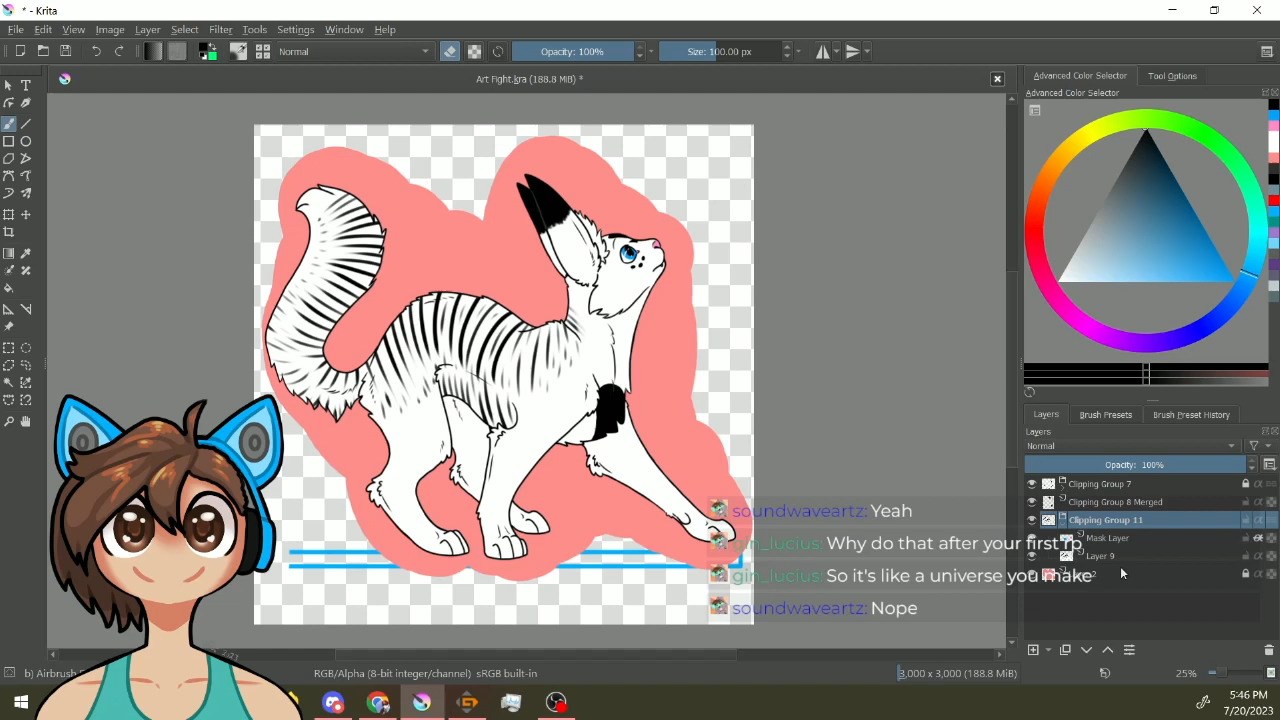 * - Krita
File Edit View Image Layer Select Filter Tools Settings Window Help
Normal Opacity: 100% Size: 100.00 px
Art Fight.kra (188.8 MiB) *
Advanced Color Selector Tool Options
Advanced Color Selector
Layers Brush Presets Brush Preset History
Layers
Normal
Opacity: 100%
Clipping Group 7
Clipping Group 8 Merged
Clipping Group 11
Mask Layer
Layer 9
soundwaveartz: Yeah
gin_lucius: Why do that after your first fo
gin_lucius: So it's like a universe you make
soundwaveartz: Nope
b) Airbrush RGB/Alpha (8-bit integer/channel) sRGB built-in 3,000 x 3,000 (188.8 MiB) 25%
5:46 PM
7/20/2023